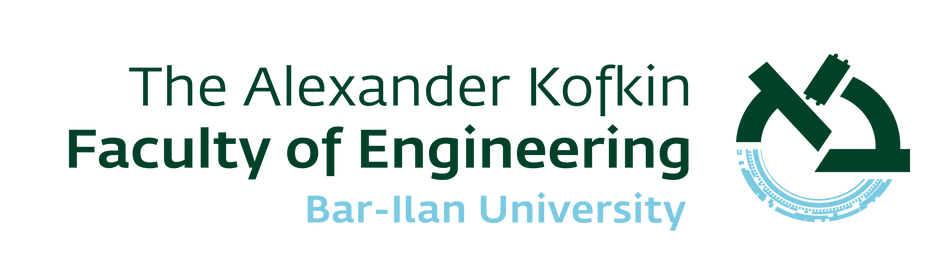 The Alexander Kofkin
Faculty of Engineering
Bar-Ilan University